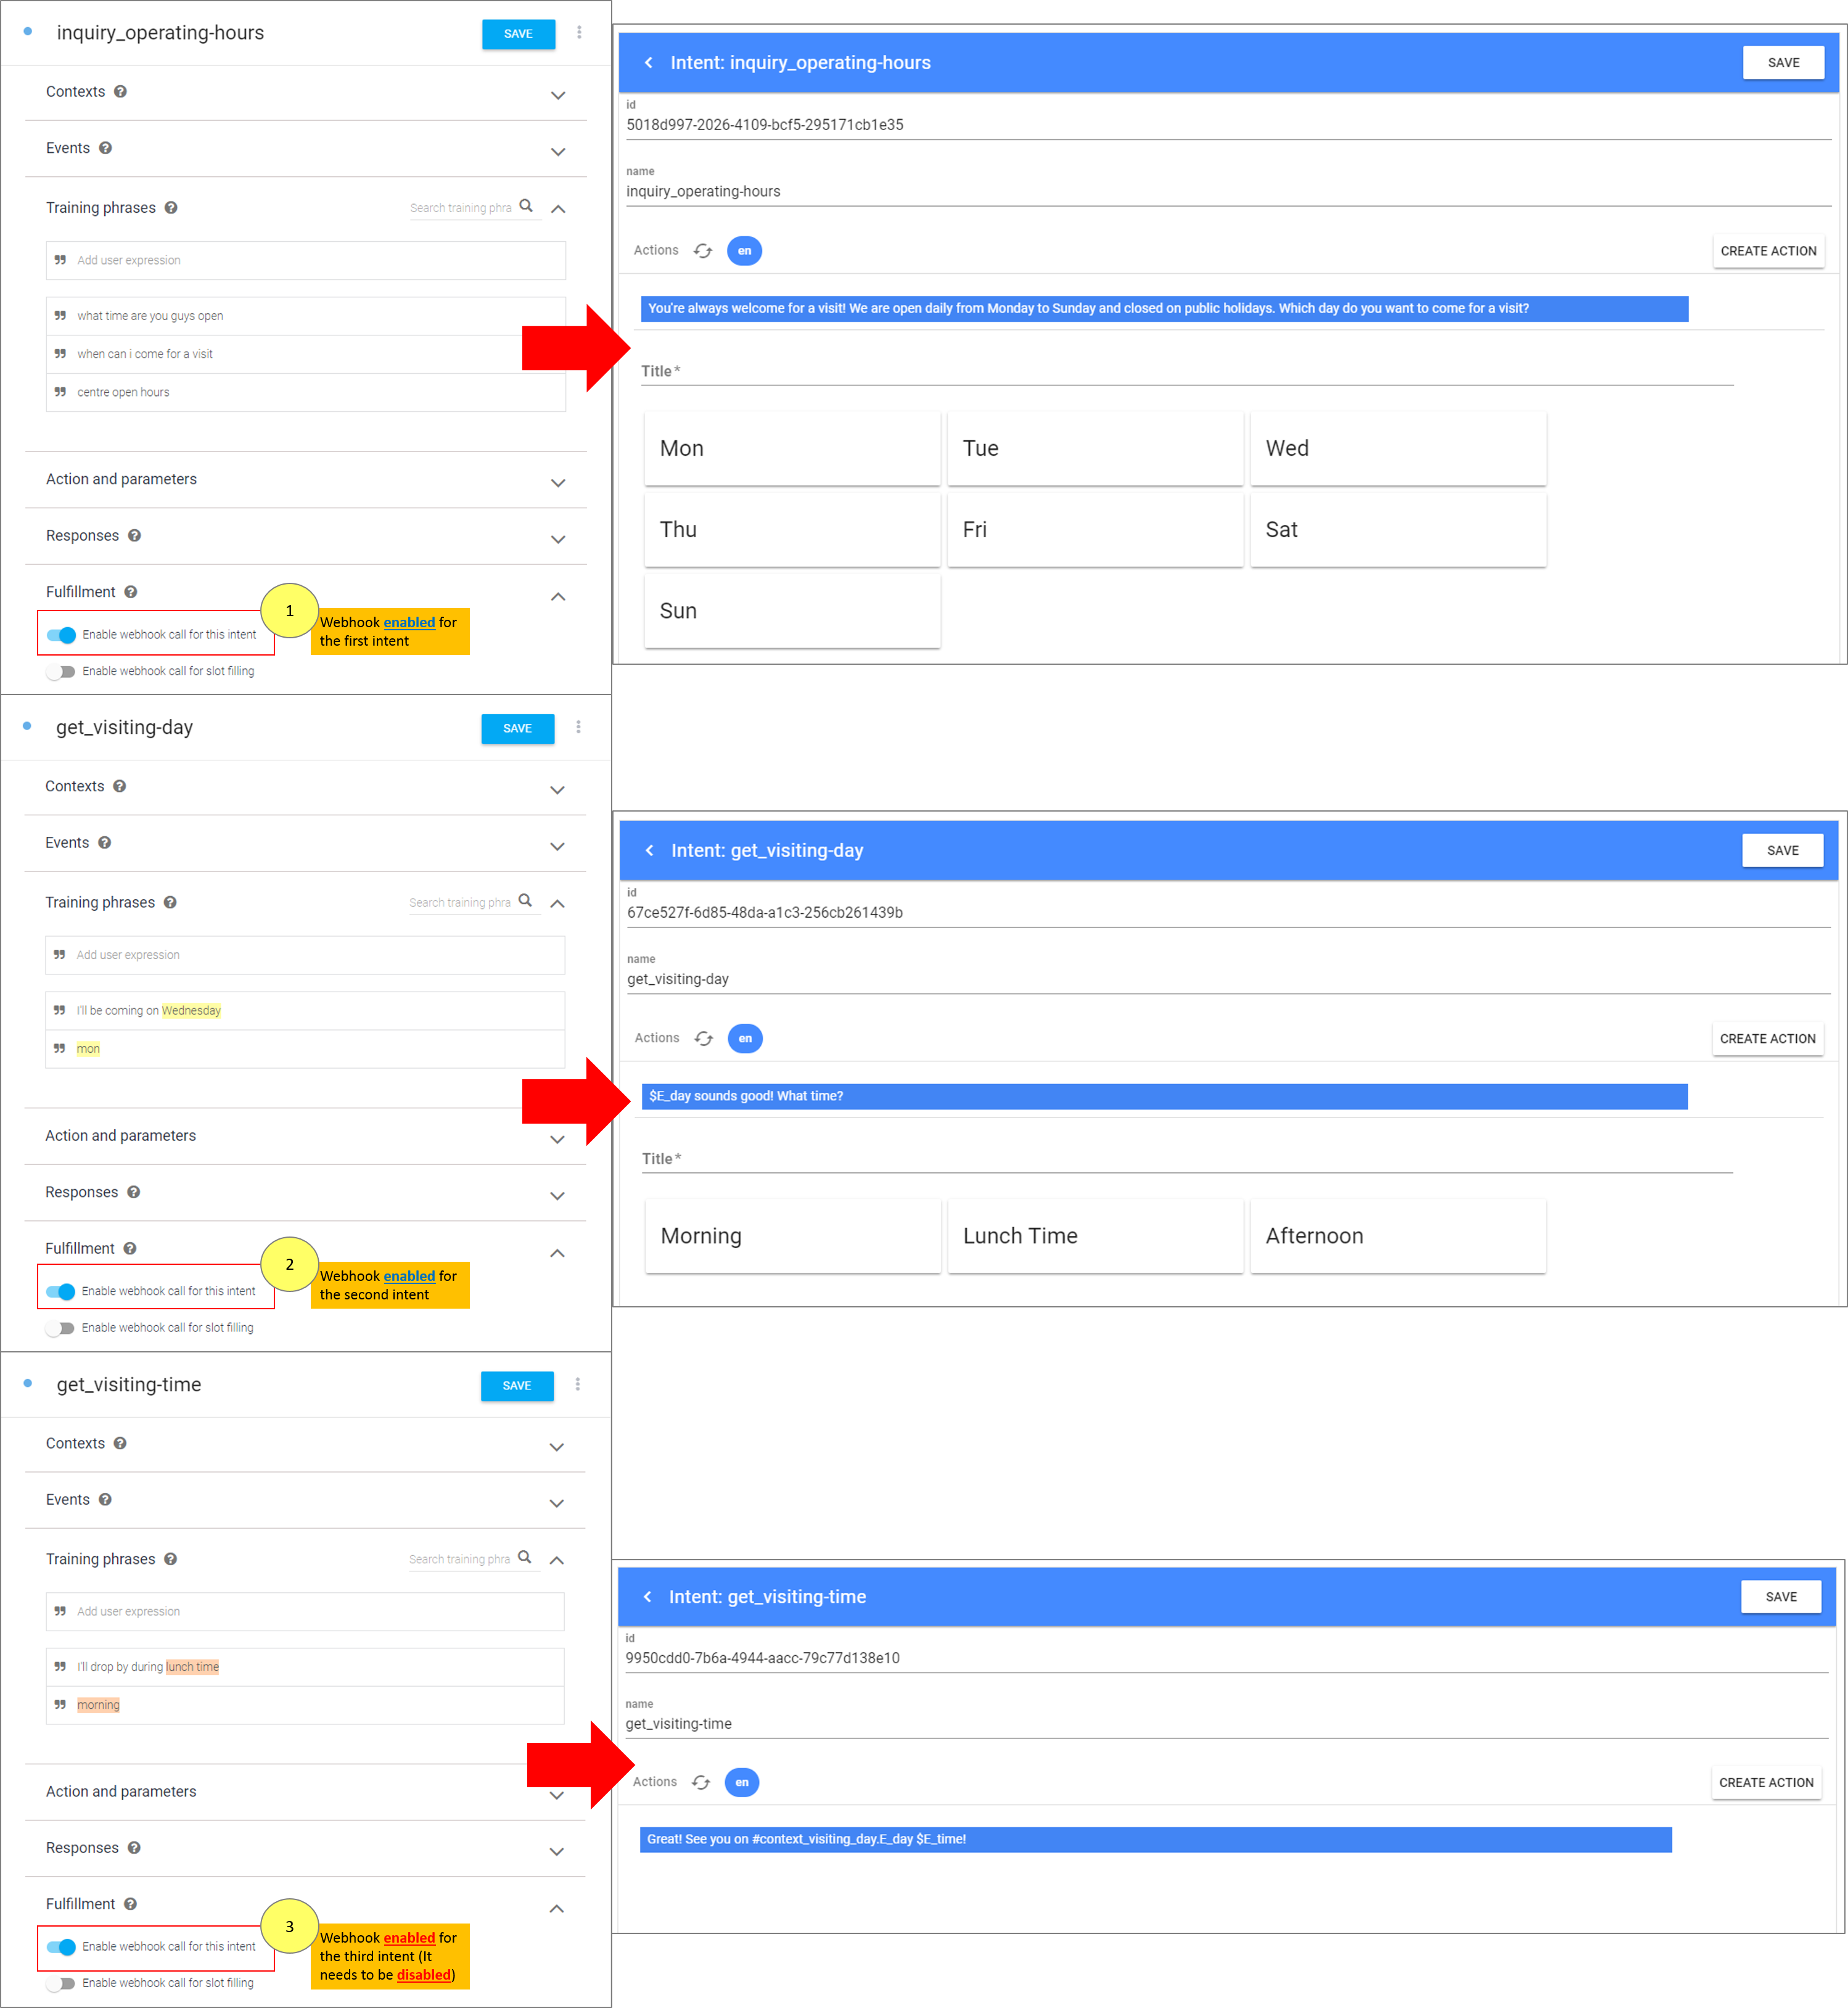 inquiry_operating-hours
SAVE
Contexts
Events
Training phrases
Search training phra
Add user expression
what time are you guys open
when can i come for a visit
centre open hours
Action and parameters
Responses
Fulfillment
Enable webhook call for this intent
Enable webhook call for slot filling
1
Webhook enabled for
the first intent
Intent: inquiry_operating-hours
SAVE
id
5018d997-2026-4109-bcf5-295171cb1e35
name
inquiry_operating-hours
Actions
en
CREATE ACTION
You're always welcome for a visit! We are open daily from Monday to Sunday and closed on public holidays. Which day do you want to come for a visit?
Title*
Mon
Tue
Wed
Thu
Fri
Sat
Sun
get_visiting-day
SAVE
Contexts
Events
Training phrases
Search training phra
Add user expression
I'll be coming on Wednesday
mon
Action and parameters
Responses
Fulfillment
Enable webhook call for this intent
Enable webhook call for slot filling
2
Webhook enabled for
the second intent
Intent: get_visiting-day
SAVE
id
67ce527f-6d85-48da-a1c3-256cb261439b
name
get_visiting-day
Actions
en
CREATE ACTION
$E_day sounds good! What time?
Title*
Morning
Lunch Time
Afternoon
get_visiting-time
SAVE
Contexts
Events
Training phrases
Search training phra
Add user expression
I'll drop by during lunch time
morning
Action and parameters
Responses
Fulfillment
Enable webhook call for this intent
Enable webhook call for slot filling
3
Webhook enabled for
the third intent (It
needs to be disabled)
Intent: get_visiting-time
SAVE
id
9950cdd0-7b6a-4944-aacc-79c77d138e10
name
get_visiting-time
Actions
en
CREATE ACTION
Great! See you on #context_visiting_day.E_day $E_time!